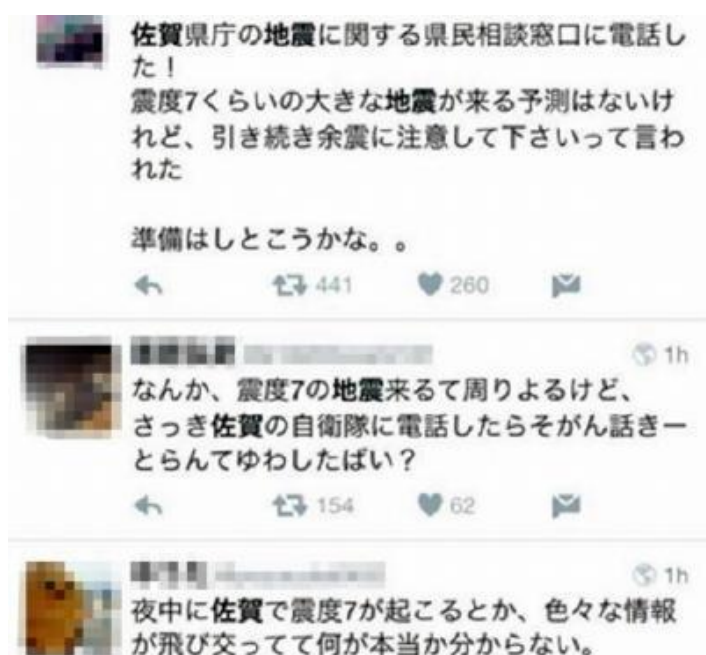 佐賀県庁の地震に関する県民相談窓口に電話し
た！
震度7くらいの大きな地震が来る予測はないけ
れど、引き続き余震に注意して下さいって言わ
れた
準備はしとこうかな。。
441 260
1h
なんか、震度7の地震来るて周りよるけど、
さっき佐賀の自衛隊に電話したらそがん話きー
とらんてゆわしたばい？
154 62
1h
夜中に佐賀で震度7が起こるとか、色々な情報
が飛び交ってて何が本当か分からない。